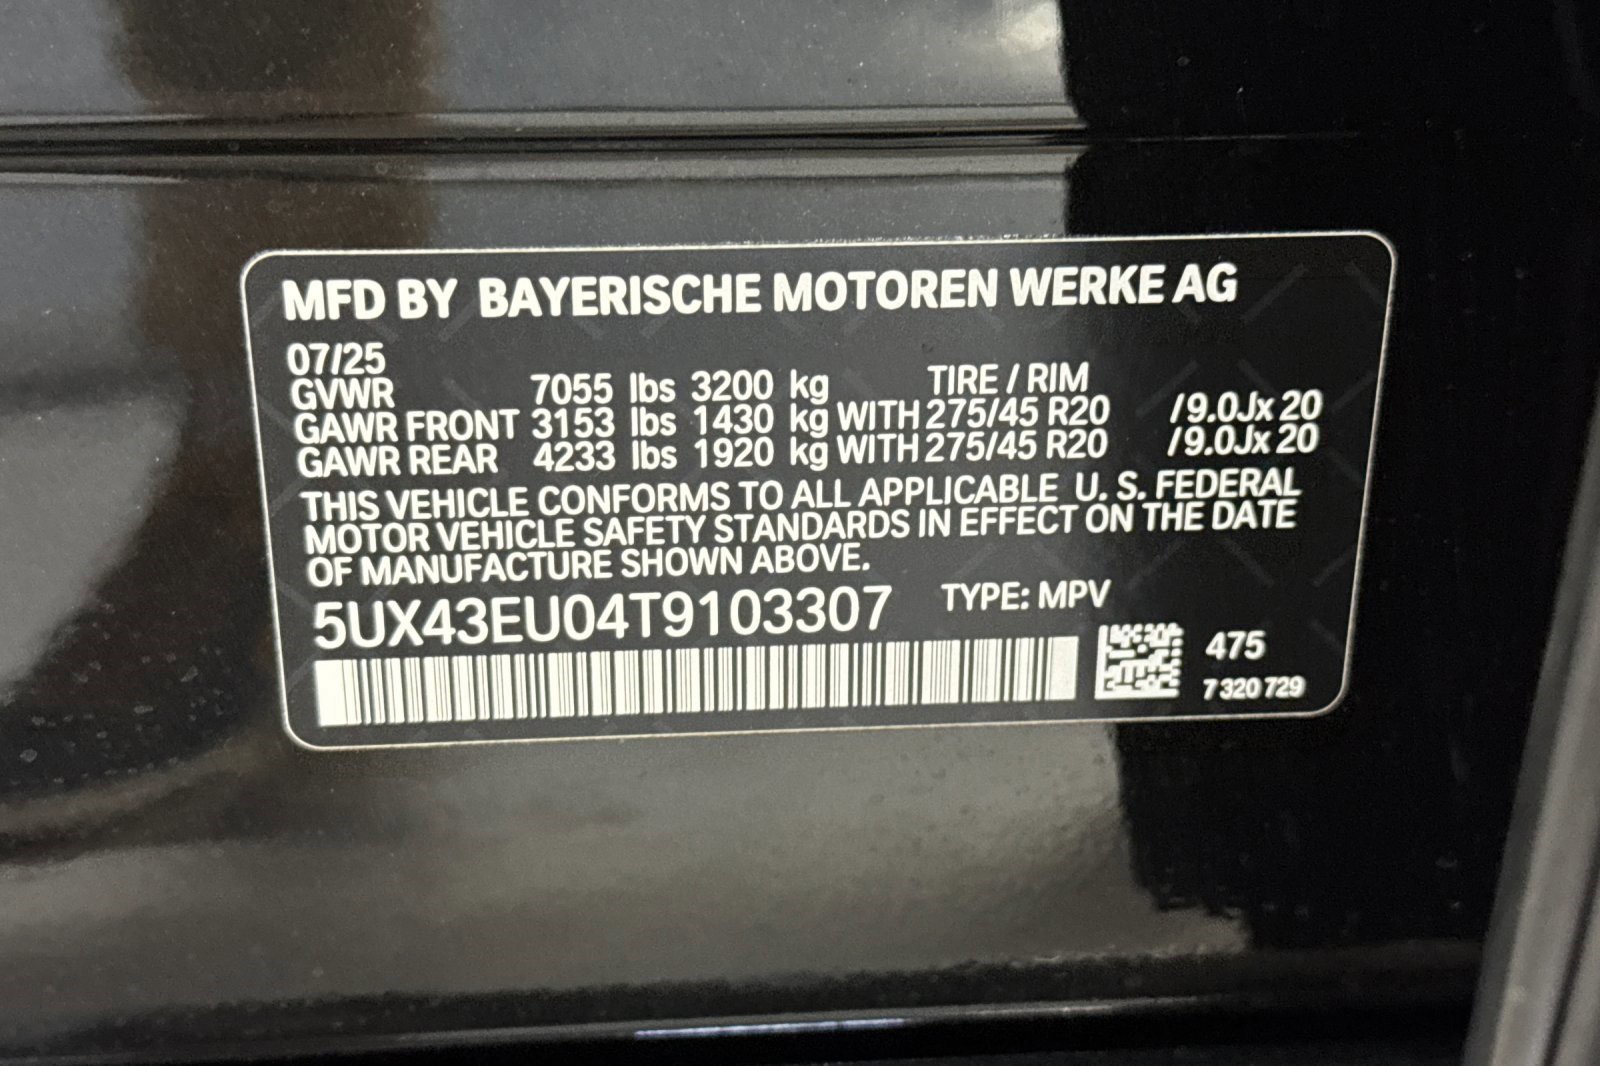 MFD BY BAYERISCHE MOTOREN WERKE AG
07/25
GVWR 7055 lbs 3200 kg TIRE / RIM
GAWR FRONT 3153 lbs 1430 kg WITH 275/45 R20 /9.0Jx 20
GAWR REAR 4233 lbs 1920 kg WITH 275/45 R20 /9.0Jx 20
THIS VEHICLE CONFORMS TO ALL APPLICABLE U. S. FEDERAL
MOTOR VEHICLE SAFETY STANDARDS IN EFFECT ON THE DATE
OF MANUFACTURE SHOWN ABOVE.
5UX43EU04T9103307 TYPE: MPV
475
7 320 729